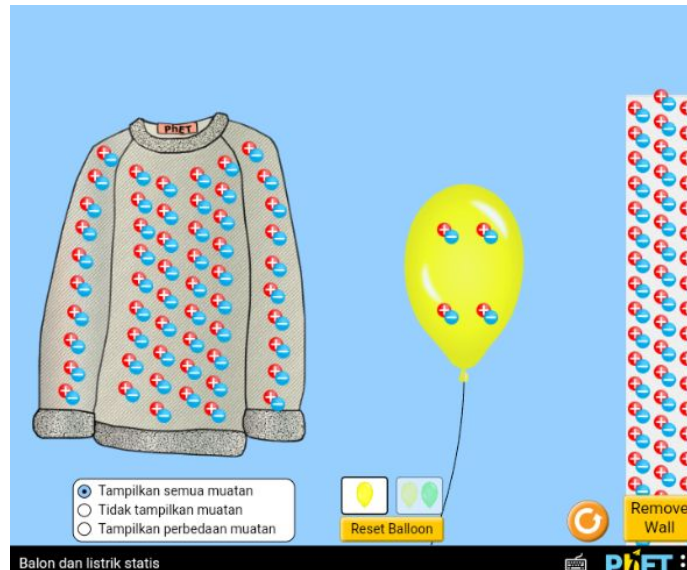 PhET
Tampilkan semua muatan
Tidak tampilkan muatan
Tampilkan perbedaan muatan
Reset Balloon
Remove
Wall
Balon dan listrik statis
PhET